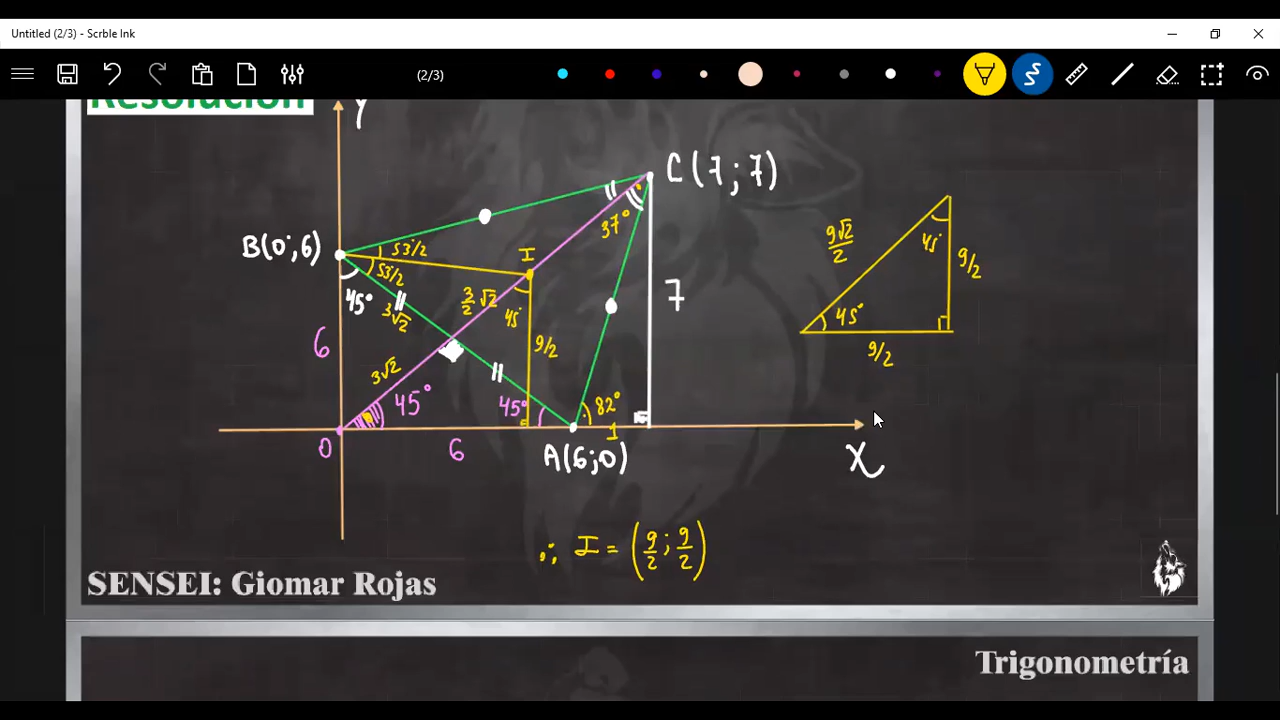 Untitled (2/3) - Scrble Ink
(2/3)
Resolución
Y
C (7 ; 7)
B(0 ; 6)
53°/2
53°/2
37°
I
45°
3√2
3/2 √2
45°
9/2
7
6
3√2
45°
45°
82°
1
0
6
A(6;0)
X
9√2/2
45°
9/2
45°
9/2
∴ I = (9/2 ; 9/2)
SENSEI: Giomar Rojas
Trigonometría